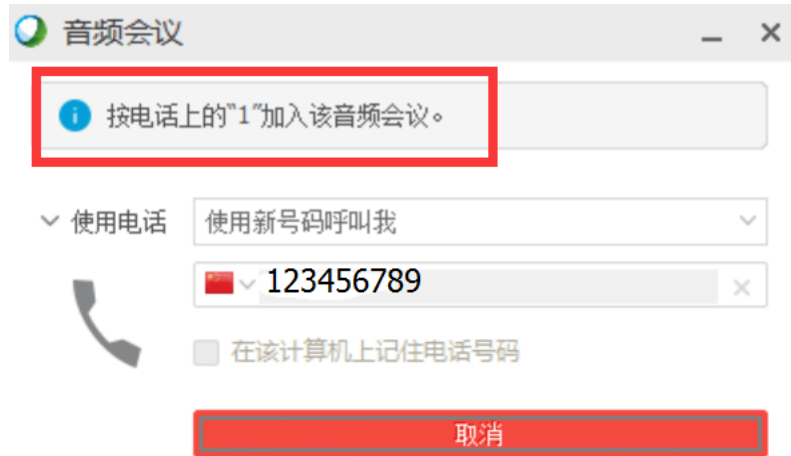 音频会议
按电话上的"1"加入该音频会议。
使用电话 使用新号码呼叫我
123456789
在该计算机上记住电话号码
取消